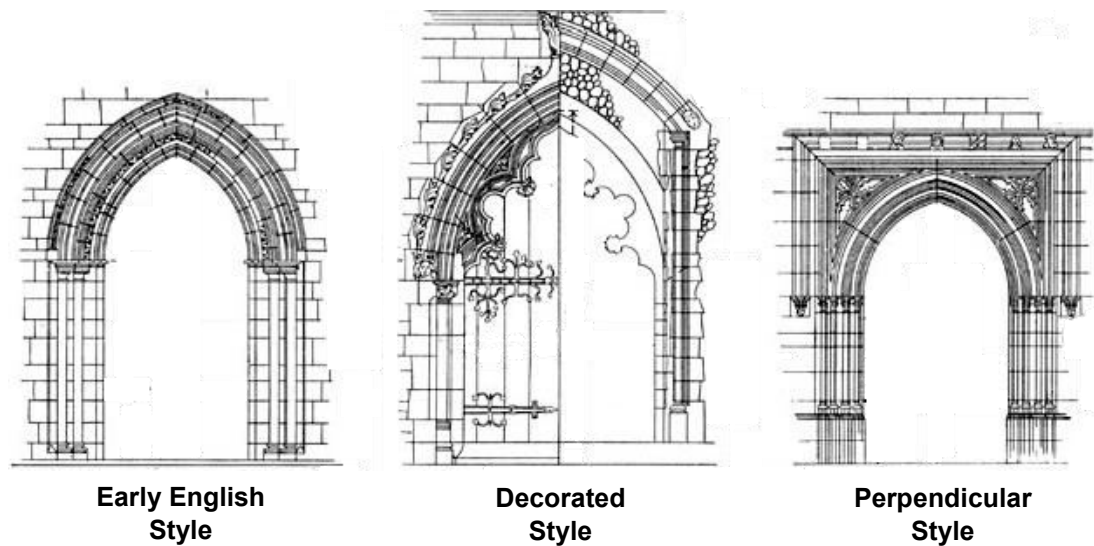 Early English
Style
Decorated
Style
Perpendicular
Style